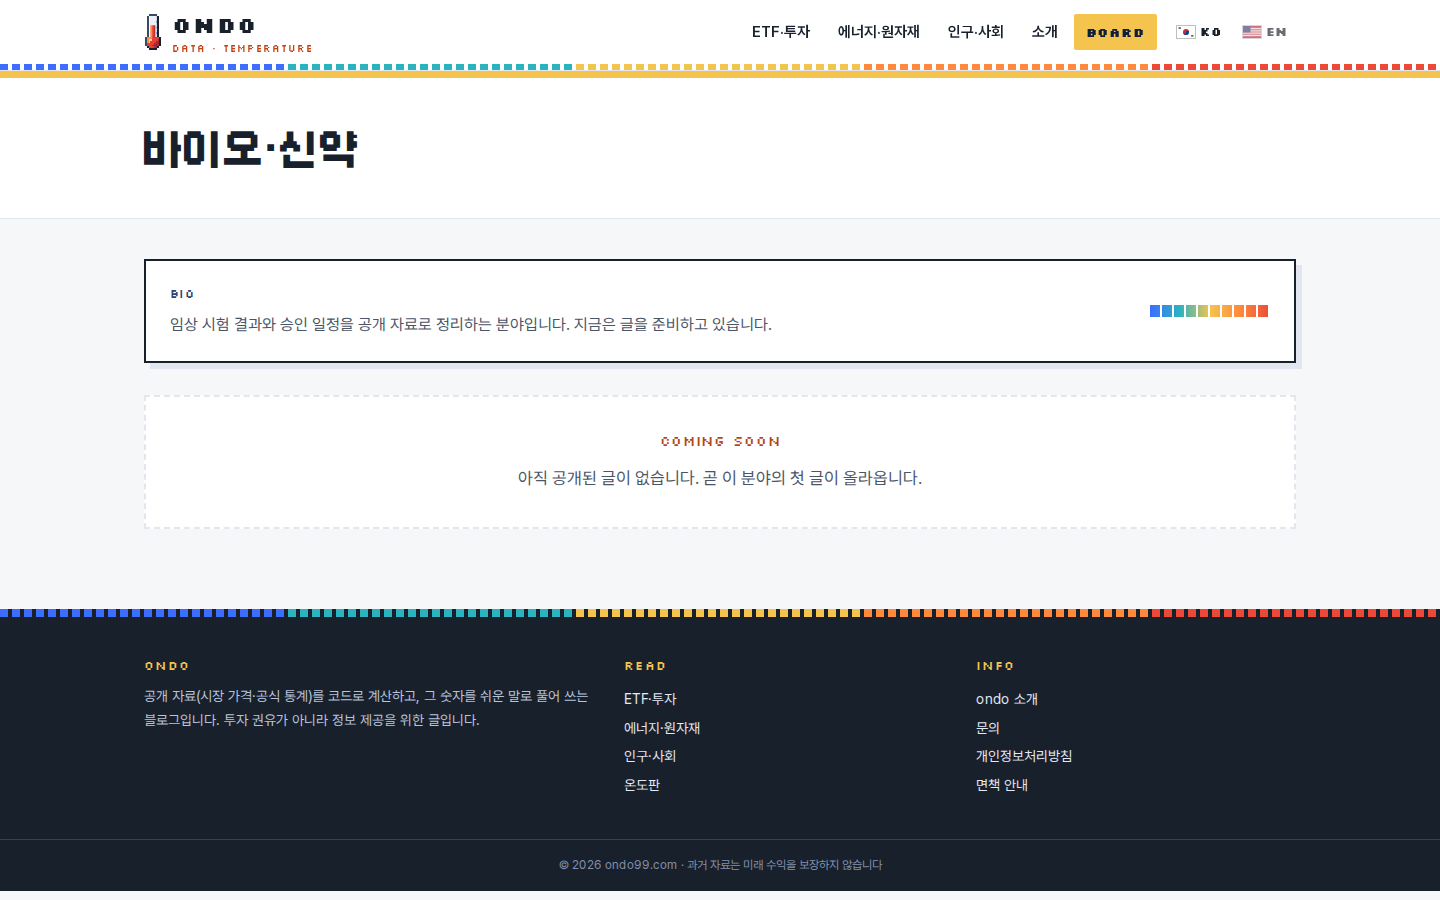 ONDO
DATA · TEMPERATURE
ETF·투자
에너지·원자재
인구·사회
소개
BOARD
KO
EN
바이오·신약
BIO
임상 시험 결과와 승인 일정을 공개 자료로 정리하는 분야입니다. 지금은 글을 준비하고 있습니다.
COMING SOON
아직 공개된 글이 없습니다. 곧 이 분야의 첫 글이 올라옵니다.
ONDO
공개 자료(시장 가격·공식 통계)를 코드로 계산하고, 그 숫자를 쉬운 말로 풀어 쓰는
블로그입니다. 투자 권유가 아니라 정보 제공을 위한 글입니다.
READ
ETF·투자
에너지·원자재
인구·사회
온도판
INFO
ondo 소개
문의
개인정보처리방침
면책 안내
© 2026 ondo99.com · 과거 자료는 미래 수익을 보장하지 않습니다